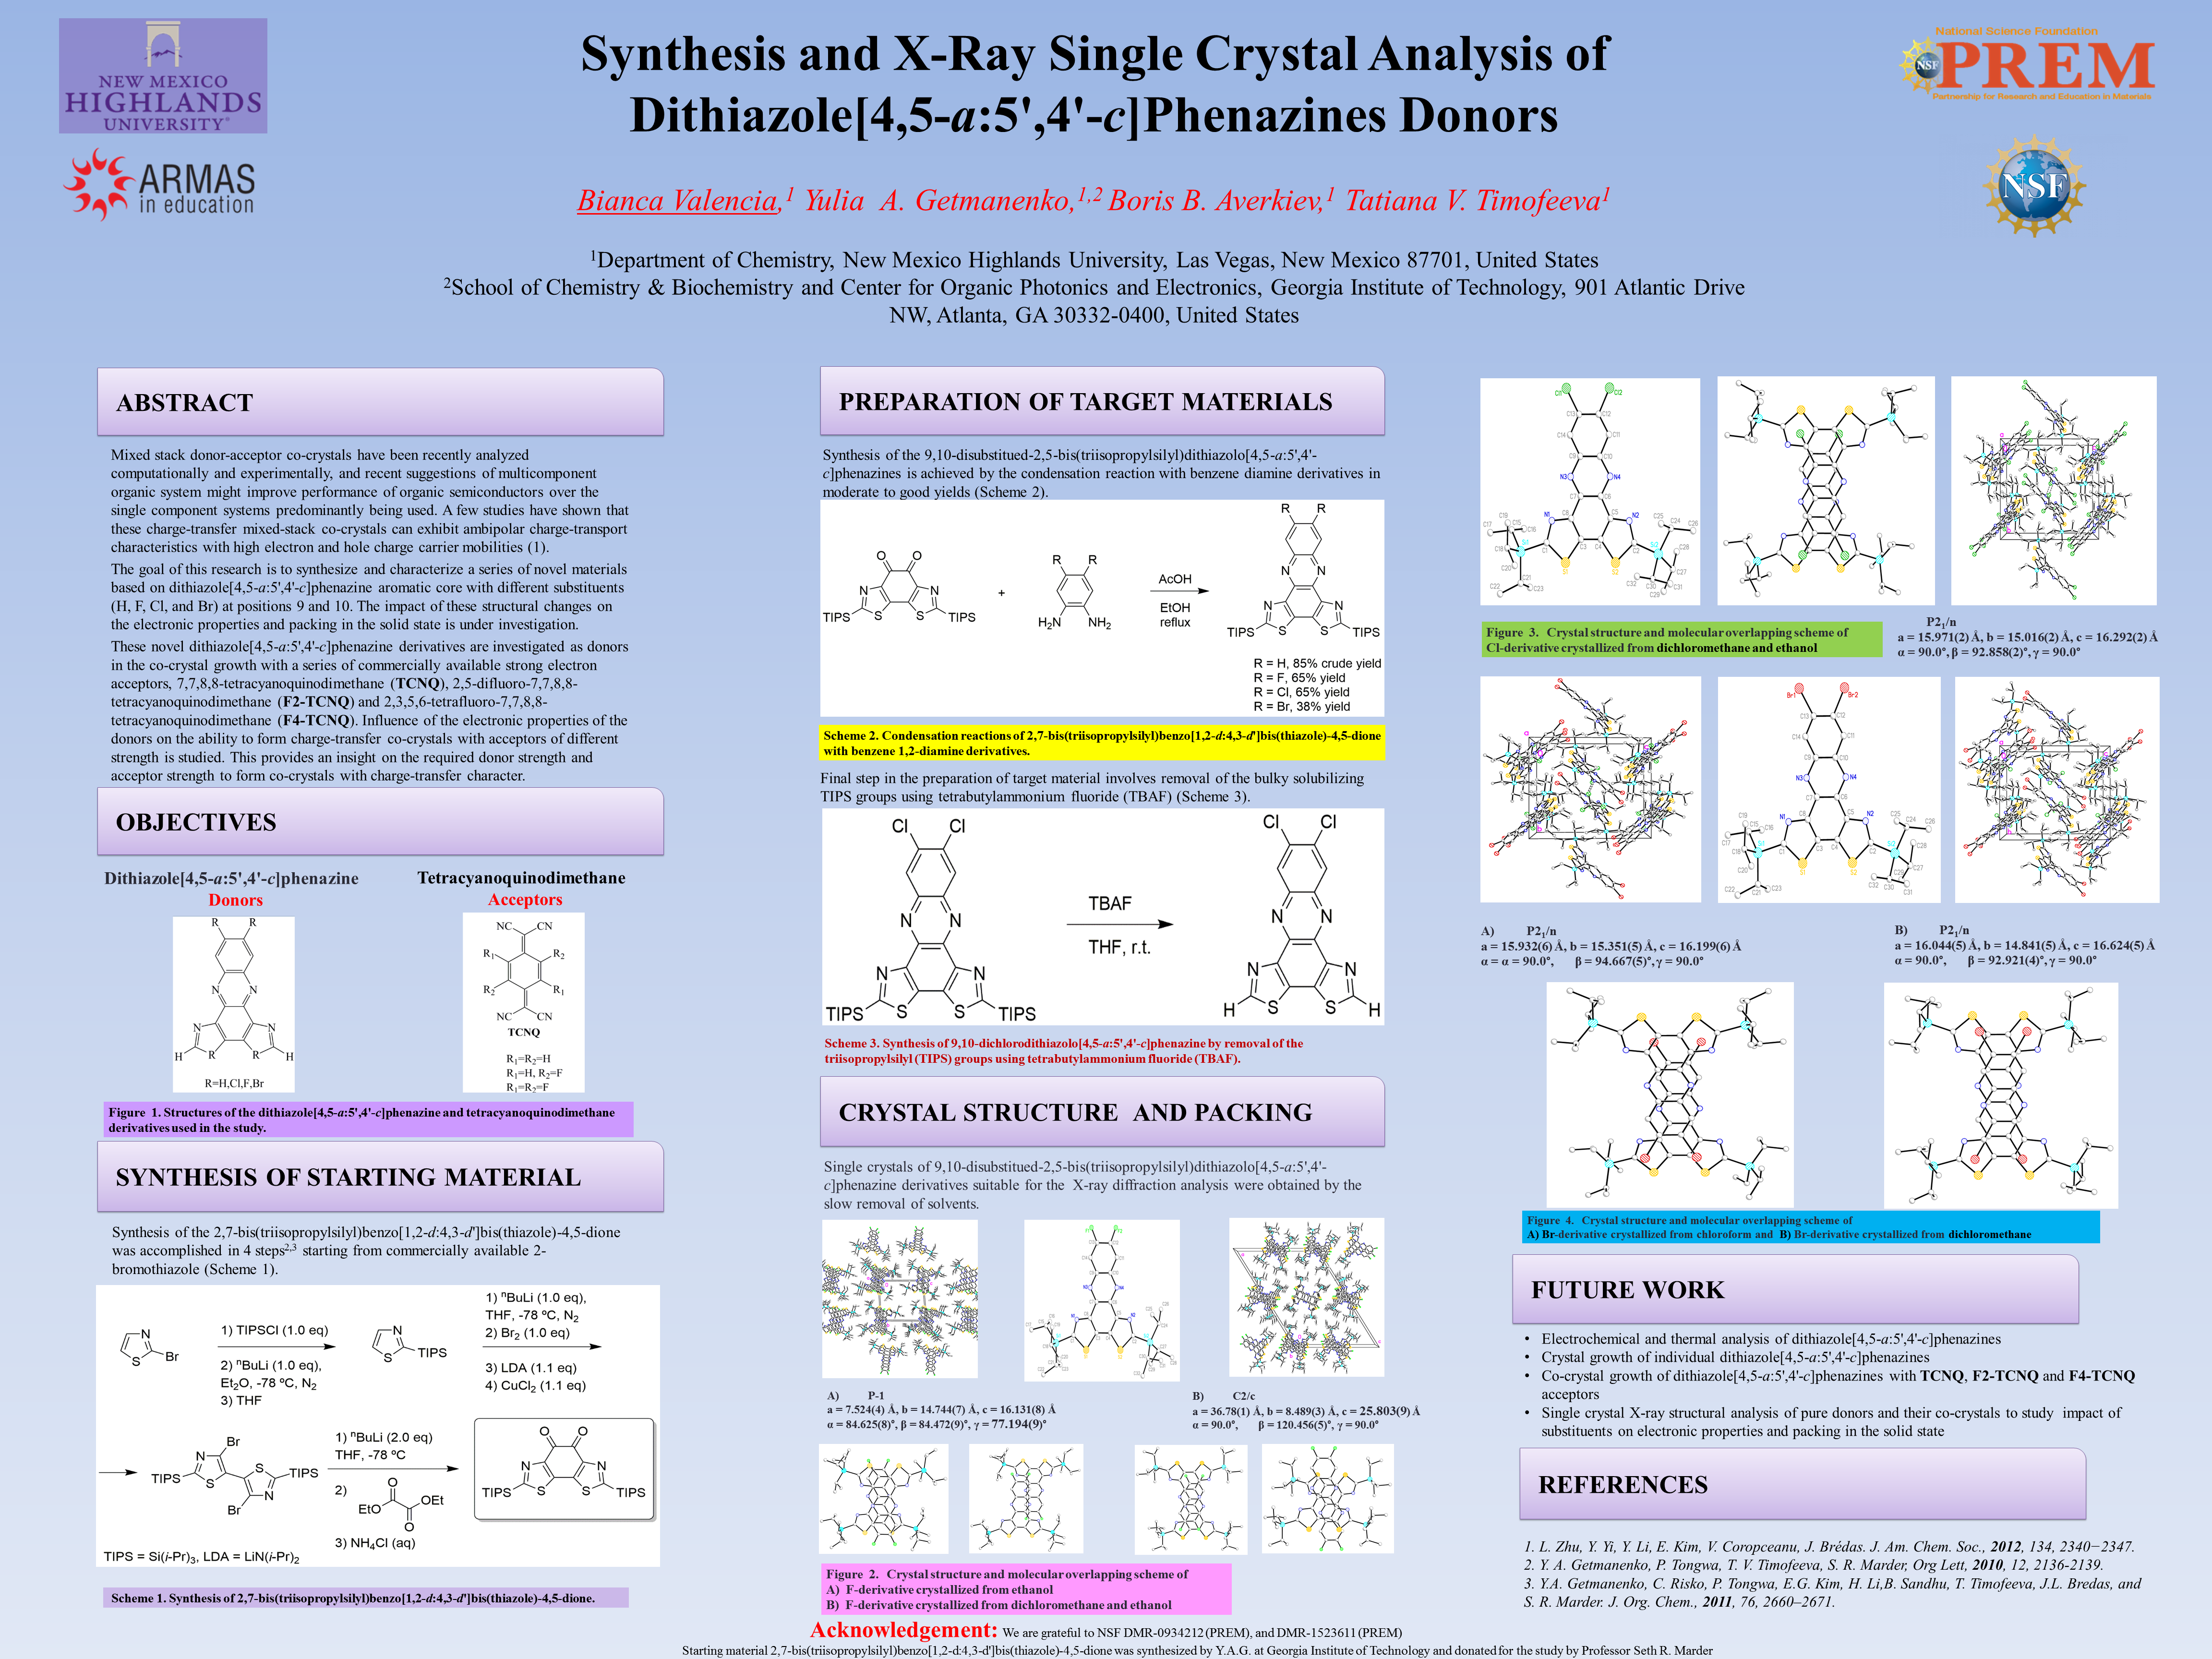 NEW MEXICO
HIGHLANDS
UNIVERSITY®
ARMAS
in education
Synthesis and X-Ray Single Crystal Analysis of
Dithiazole[4,5-a:5',4'-c]Phenazines Donors
Bianca Valencia,1 Yulia A. Getmanenko,1,2 Boris B. Averkiev,1 Tatiana V. Timofeeva1
1Department of Chemistry, New Mexico Highlands University, Las Vegas, New Mexico 87701, United States
2School of Chemistry & Biochemistry and Center for Organic Photonics and Electronics, Georgia Institute of Technology, 901 Atlantic Drive
NW, Atlanta, GA 30332-0400, United States
National Science Foundation
NSF PREM
Partnership for Research and Education in Materials
NSF
ABSTRACT
Mixed stack donor-acceptor co-crystals have been recently analyzed
computationally and experimentally, and recent suggestions of multicomponent
organic system might improve performance of organic semiconductors over the
single component systems predominantly being used. A few studies have shown that
these charge-transfer mixed-stack co-crystals can exhibit ambipolar charge-transport
characteristics with high electron and hole charge carrier mobilities (1).
The goal of this research is to synthesize and characterize a series of novel materials
based on dithiazole[4,5-a:5',4'-c]phenazine aromatic core with different substituents
(H, F, Cl, and Br) at positions 9 and 10. The impact of these structural changes on
the electronic properties and packing in the solid state is under investigation.
These novel dithiazole[4,5-a:5',4'-c]phenazine derivatives are investigated as donors
in the co-crystal growth with a series of commercially available strong electron
acceptors, 7,7,8,8-tetracyanoquinodimethane (TCNQ), 2,5-difluoro-7,7,8,8-
tetracyanoquinodimethane (F2-TCNQ) and 2,3,5,6-tetrafluoro-7,7,8,8-
tetracyanoquinodimethane (F4-TCNQ). Influence of the electronic properties of the
donors on the ability to form charge-transfer co-crystals with acceptors of different
strength is studied. This provides an insight on the required donor strength and
acceptor strength to form co-crystals with charge-transfer character.
OBJECTIVES
Dithiazole[4,5-a:5',4'-c]phenazine
Donors
R R
N N
N N
H R R H
R=H,Cl,F,Br
Tetracyanoquinodimethane
Acceptors
NC CN
R1 R2
R2 R1
NC CN
TCNQ
R1=R2=H
R1=H, R2=F
R1=R2=F
Figure 1. Structures of the dithiazole[4,5-a:5',4'-c]phenazine and tetracyanoquinodimethane
derivatives used in the study.
SYNTHESIS OF STARTING MATERIAL
Synthesis of the 2,7-bis(triisopropylsilyl)benzo[1,2-d:4,3-d']bis(thiazole)-4,5-dione
was accomplished in 4 steps2,3 starting from commercially available 2-
bromothiazole (Scheme 1).
N
S Br
1) TIPSCl (1.0 eq)
2) nBuLi (1.0 eq),
Et2O, -78 ºC, N2
3) THF
N
S TIPS
1) nBuLi (1.0 eq),
THF, -78 ºC, N2
2) Br2 (1.0 eq)
3) LDA (1.1 eq)
4) CuCl2 (1.1 eq)
Br
N S TIPS
TIPS S N
Br
1) nBuLi (2.0 eq)
THF, -78 ºC
2)
O
EtO OEt
O
3) NH4Cl (aq)
O O
N N
TIPS S S TIPS
TIPS = Si(i-Pr)3, LDA = LiN(i-Pr)2
Scheme 1. Synthesis of 2,7-bis(triisopropylsilyl)benzo[1,2-d:4,3-d']bis(thiazole)-4,5-dione.
PREPARATION OF TARGET MATERIALS
Synthesis of the 9,10-disubstitued-2,5-bis(triisopropylsilyl)dithiazolo[4,5-a:5',4'-
c]phenazines is achieved by the condensation reaction with benzene diamine derivatives in
moderate to good yields (Scheme 2).
O O
N N
TIPS S S TIPS
+
R R
H2N NH2
AcOH
EtOH
reflux
R R
N N
N N
TIPS S S TIPS
R = H, 85% crude yield
R = F, 65% yield
R = Cl, 65% yield
R = Br, 38% yield
Scheme 2. Condensation reactions of 2,7-bis(triisopropylsilyl)benzo[1,2-d:4,3-d']bis(thiazole)-4,5-dione
with benzene 1,2-diamine derivatives.
Final step in the preparation of target material involves removal of the bulky solubilizing
TIPS groups using tetrabutylammonium fluoride (TBAF) (Scheme 3).
Cl Cl
N N
N N
TIPS S S TIPS
TBAF
THF, r.t.
Cl Cl
N N
N N
H S S H
Scheme 3. Synthesis of 9,10-dichlorodithiazolo[4,5-a:5',4'-c]phenazine by removal of the
triisopropylsilyl (TIPS) groups using tetrabutylammonium fluoride (TBAF).
CRYSTAL STRUCTURE AND PACKING
Single crystals of 9,10-disubstitued-2,5-bis(triisopropylsilyl)dithiazolo[4,5-a:5',4'-
c]phenazine derivatives suitable for the X-ray diffraction analysis were obtained by the
slow removal of solvents.
A) P-1
a = 7.524(4) Å, b = 14.744(7) Å, c = 16.131(8) Å
α = 84.625(8)°, β = 84.472(9)°, γ = 77.194(9)°
B) C2/c
a = 36.78(1) Å, b = 8.489(3) Å, c = 25.803(9) Å
α = 90.0°, β = 120.456(5)°, γ = 90.0°
Figure 2. Crystal structure and molecular overlapping scheme of
A) F-derivative crystallized from ethanol
B) F-derivative crystallized from dichloromethane and ethanol
Figure 3. Crystal structure and molecular overlapping scheme of
Cl-derivative crystallized from dichloromethane and ethanol
P21/n
a = 15.971(2) Å, b = 15.016(2) Å, c = 16.292(2) Å
α = 90.0°, β = 92.858(2)°, γ = 90.0°
A) P21/n
a = 15.932(6) Å, b = 15.351(5) Å, c = 16.199(6) Å
α = α = 90.0°, β = 94.667(5)°, γ = 90.0°
B) P21/n
a = 16.044(5) Å, b = 14.841(5) Å, c = 16.624(5) Å
α = 90.0°, β = 92.921(4)°, γ = 90.0°
Figure 4. Crystal structure and molecular overlapping scheme of
A) Br-derivative crystallized from chloroform and B) Br-derivative crystallized from dichloromethane
FUTURE WORK
• Electrochemical and thermal analysis of dithiazole[4,5-a:5',4'-c]phenazines
• Crystal growth of individual dithiazole[4,5-a:5',4'-c]phenazines
• Co-crystal growth of dithiazole[4,5-a:5',4'-c]phenazines with TCNQ, F2-TCNQ and F4-TCNQ
acceptors
• Single crystal X-ray structural analysis of pure donors and their co-crystals to study impact of
substituents on electronic properties and packing in the solid state
REFERENCES
1. L. Zhu, Y. Yi, Y. Li, E. Kim, V. Coropceanu, J. Brédas. J. Am. Chem. Soc., 2012, 134, 2340−2347.
2. Y. A. Getmanenko, P. Tongwa, T. V. Timofeeva, S. R. Marder, Org Lett, 2010, 12, 2136-2139.
3. Y.A. Getmanenko, C. Risko, P. Tongwa, E.G. Kim, H. Li,B. Sandhu, T. Timofeeva, J.L. Bredas, and
S. R. Marder. J. Org. Chem., 2011, 76, 2660–2671.
Acknowledgement: We are grateful to NSF DMR-0934212 (PREM), and DMR-1523611 (PREM)
Starting material 2,7-bis(triisopropylsilyl)benzo[1,2-d:4,3-d']bis(thiazole)-4,5-dione was synthesized by Y.A.G. at Georgia Institute of Technology and donated for the study by Professor Seth R. Marder